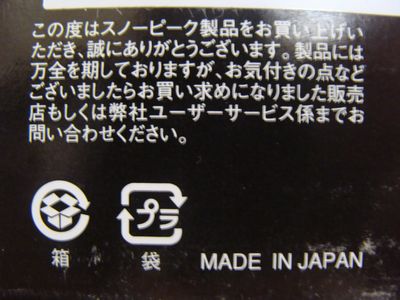 この度はスノーピーク製品をお買い上げい
ただき、誠にありがとうございます。製品には
万全を期しておりますが、お気付きの点など
ございましたらお買い求めになりました販売
店もしくは弊社ユーザーサービス係までお
問い合わせください。
プラ
箱 袋 MADE IN JAPAN